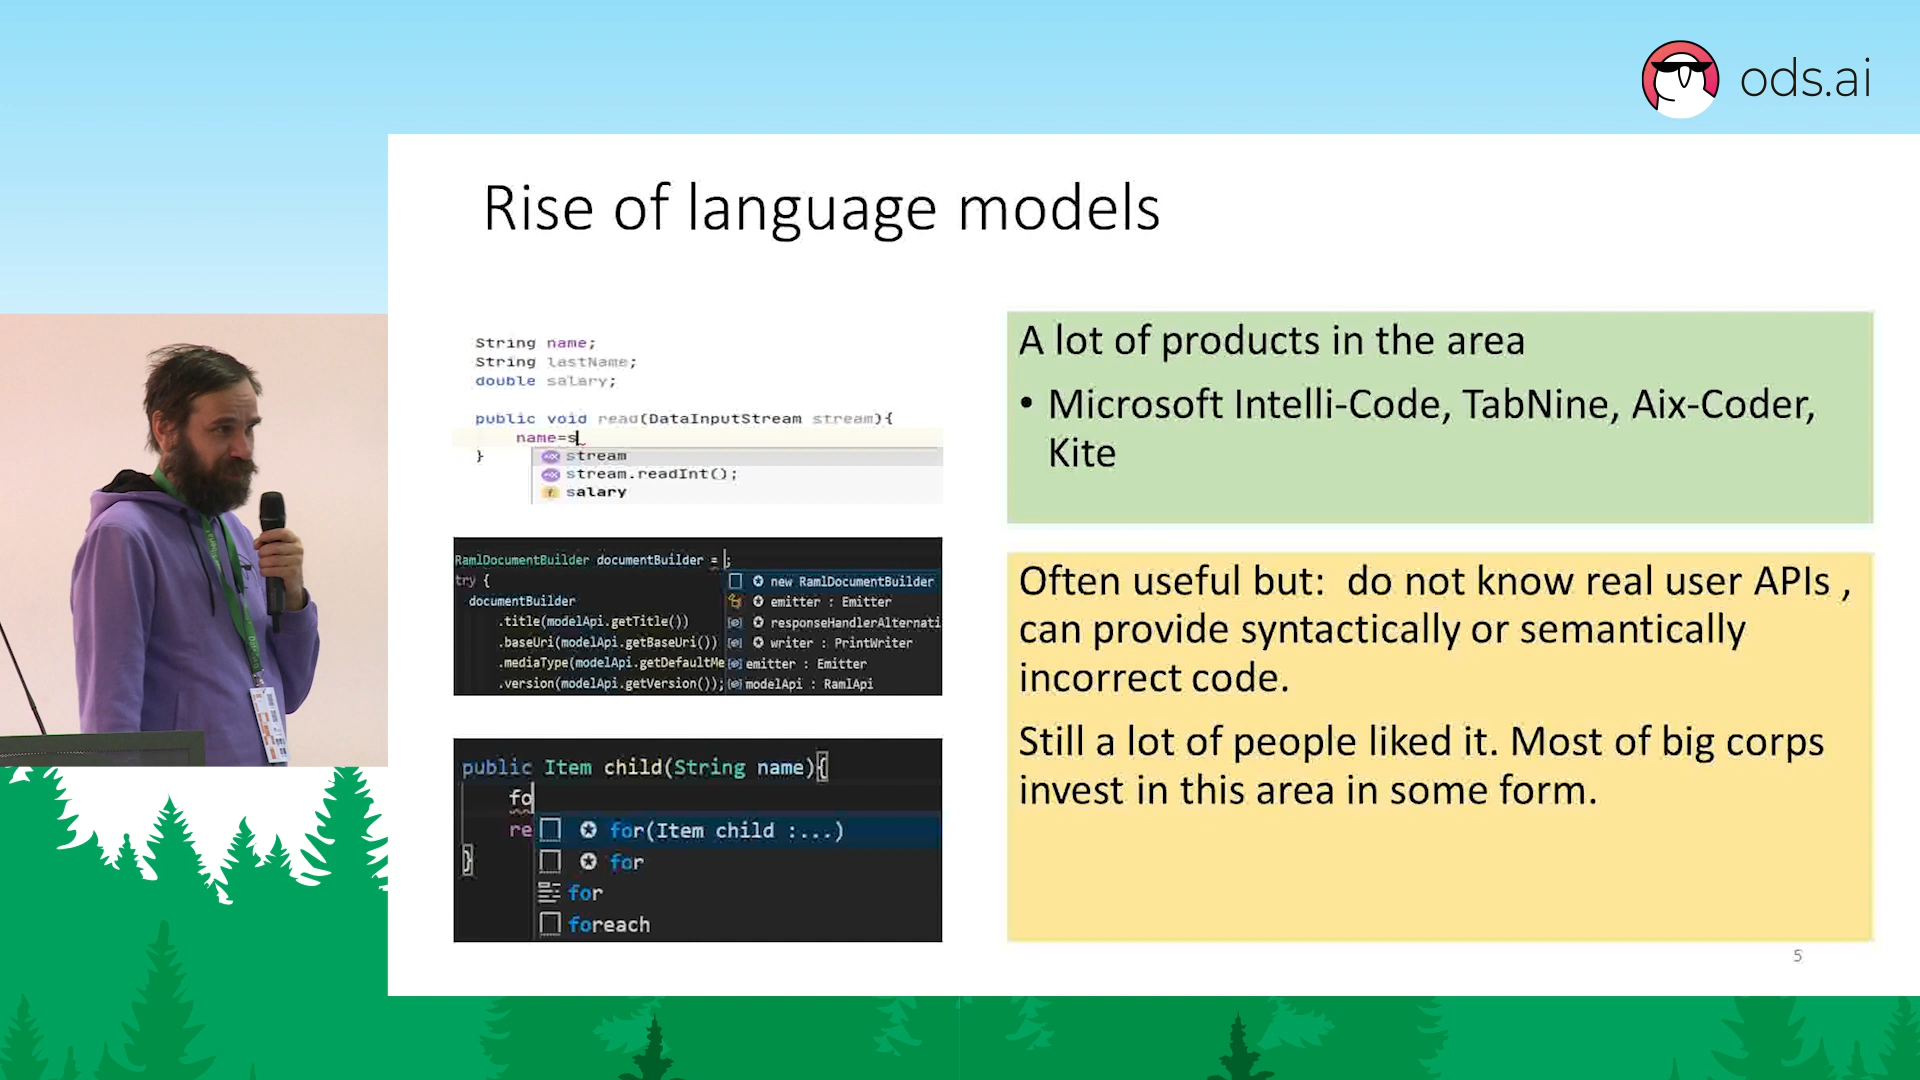 ods.ai
Rise of language models
String name;
String lastName;
double salary;
public void read(DataInputStream stream){
name=s
}
stream
stream.readInt();
salary
RamlDocumentBuilder documentBuilder = ;
try {
documentBuilder
.title(modelApi.getTitle())
.baseUri(modelApi.getBaseUri())
.mediaType(modelApi.getDefaultMe
.version(modelApi.getVersion());
new RamlDocumentBuilder
emitter : Emitter
responseHandlerAlternati
writer : PrintWriter
emitter : Emitter
modelApi : RamlApi
public Item child(String name){
fo
re
}
for(Item child :...)
for
for
foreach
A lot of products in the area
• Microsoft Intelli-Code, TabNine, Aix-Coder,
Kite
Often useful but: do not know real user APIs ,
can provide syntactically or semantically
incorrect code.
Still a lot of people liked it. Most of big corps
invest in this area in some form.
5